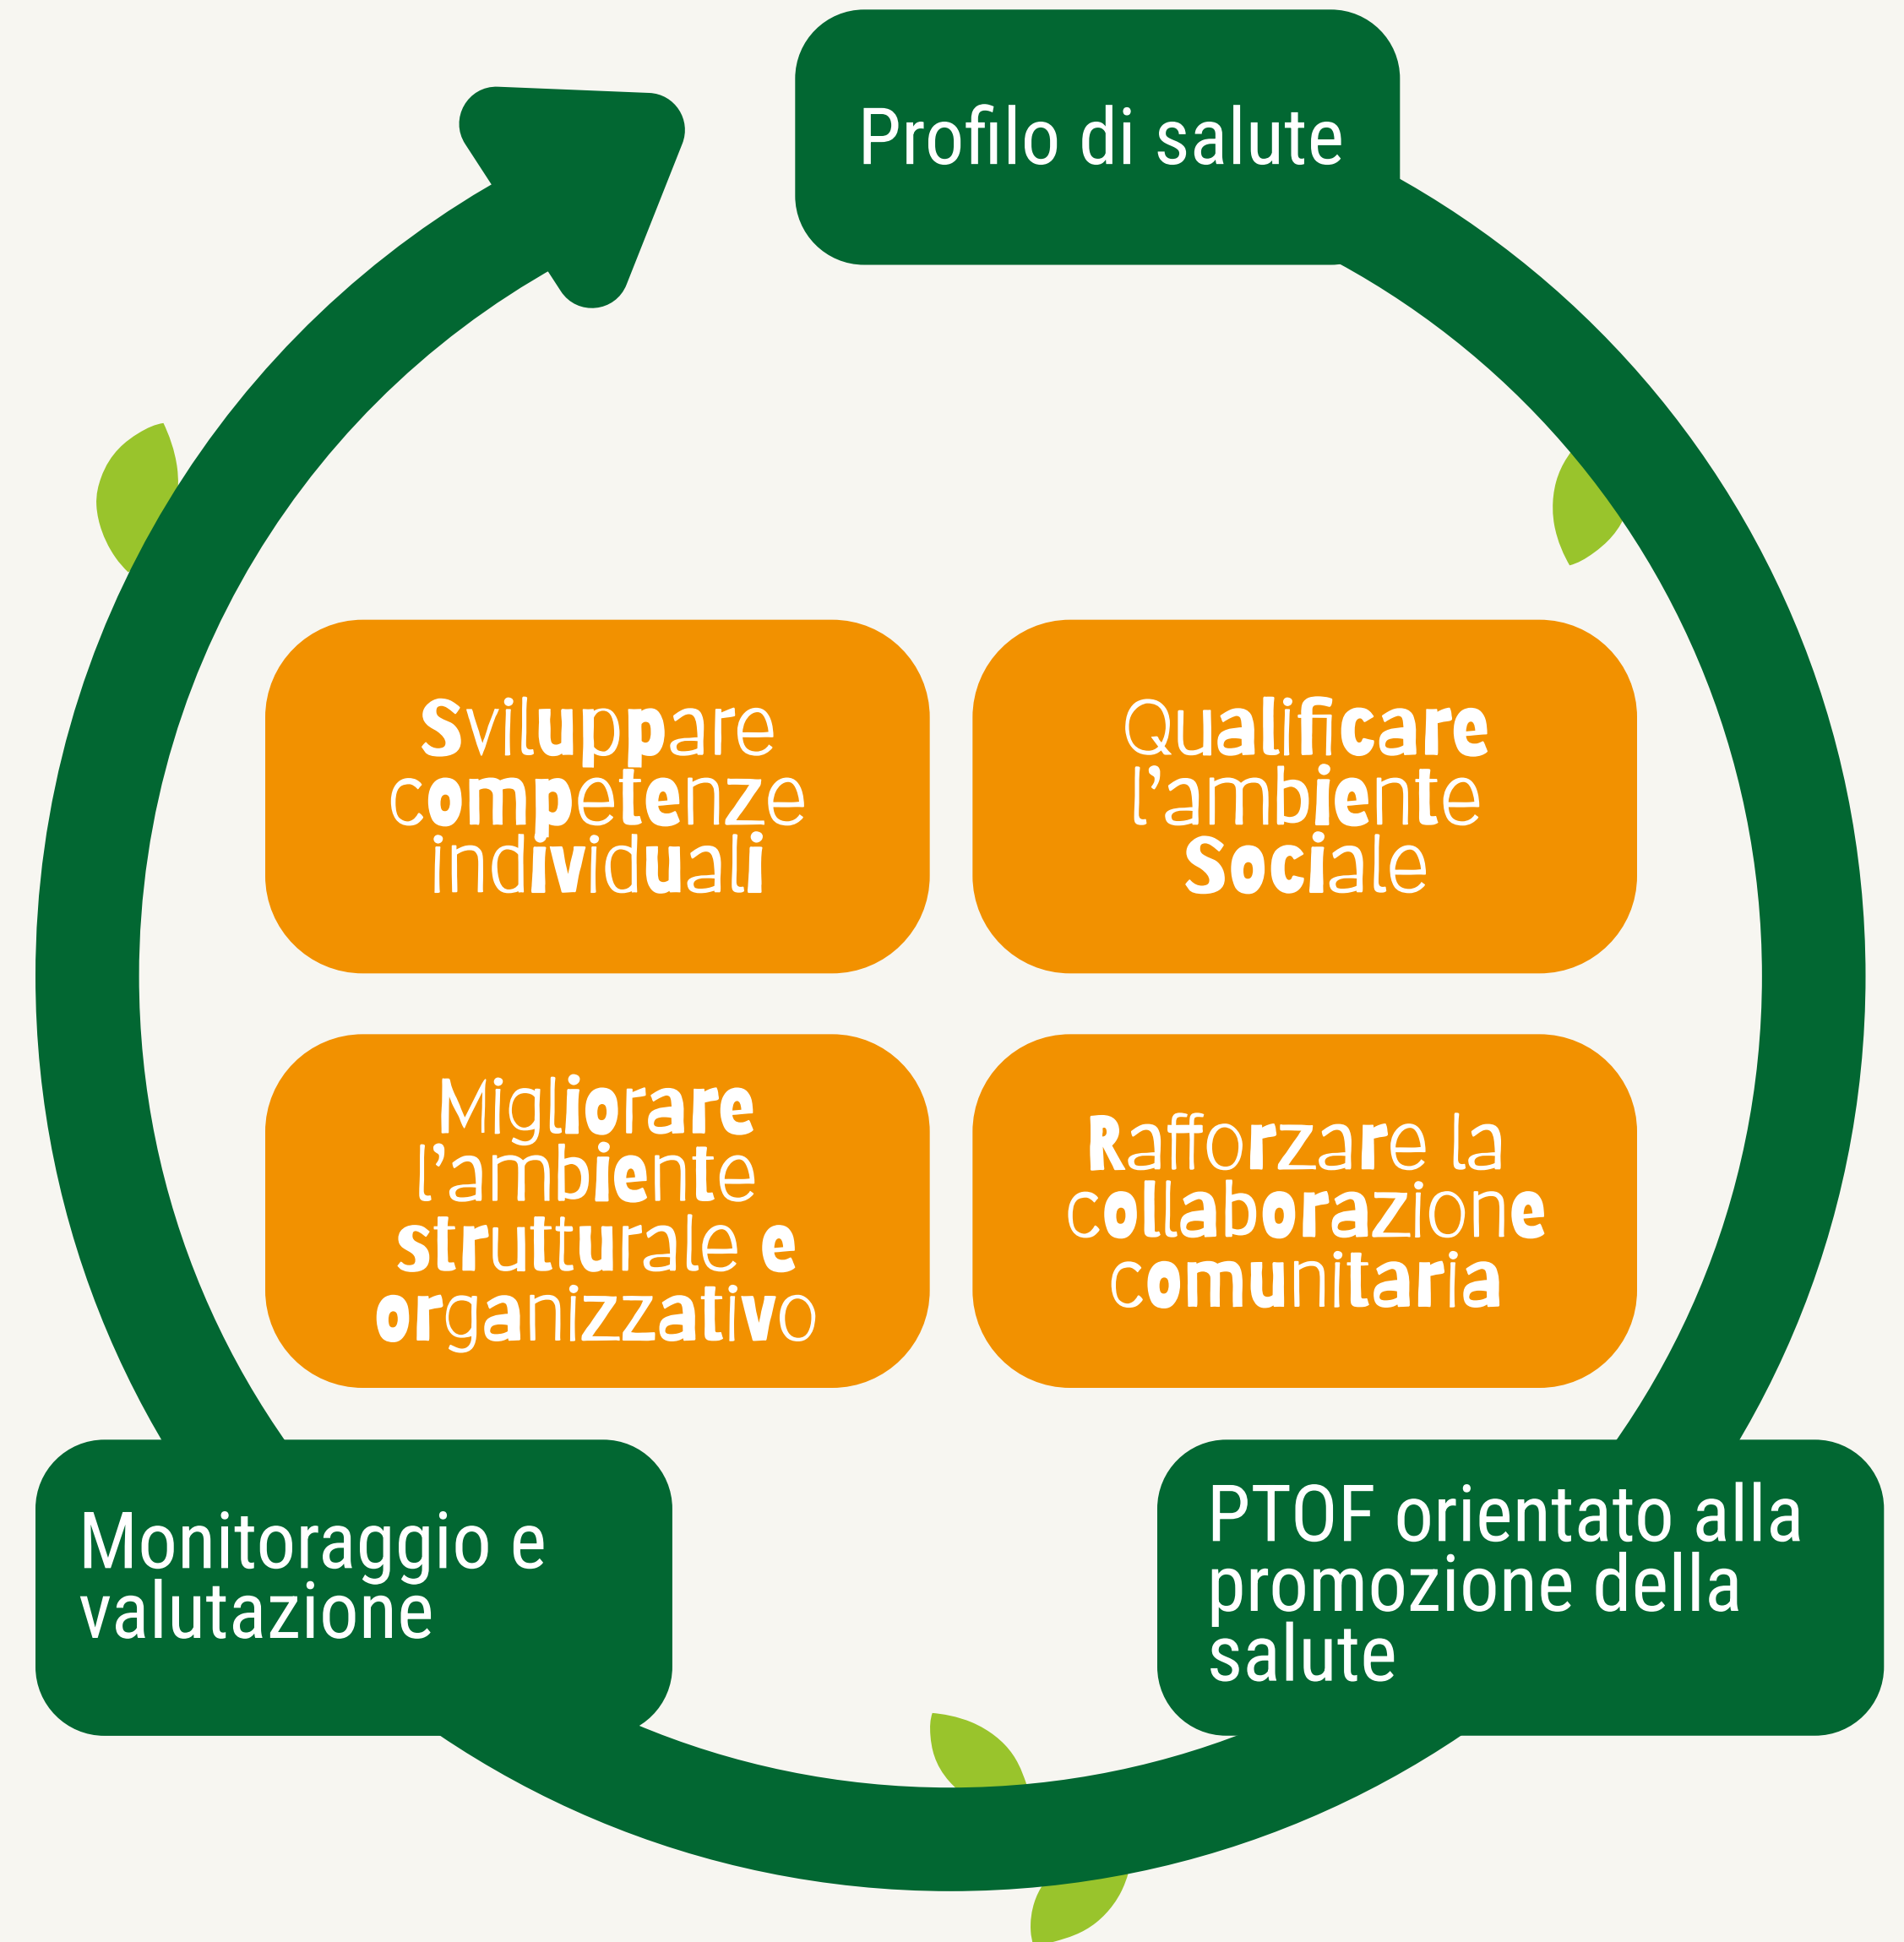 Profilo di salute
Sviluppare
competenze
individuali
Qualificare
l'ambiente
Sociale
Migliorare
l'ambiente
strutturale e
organizzativo
Rafforzare la
collaborazione
comunitaria
Monitoraggio e
valutazione
PTOF orientato alla
promozione della
salute